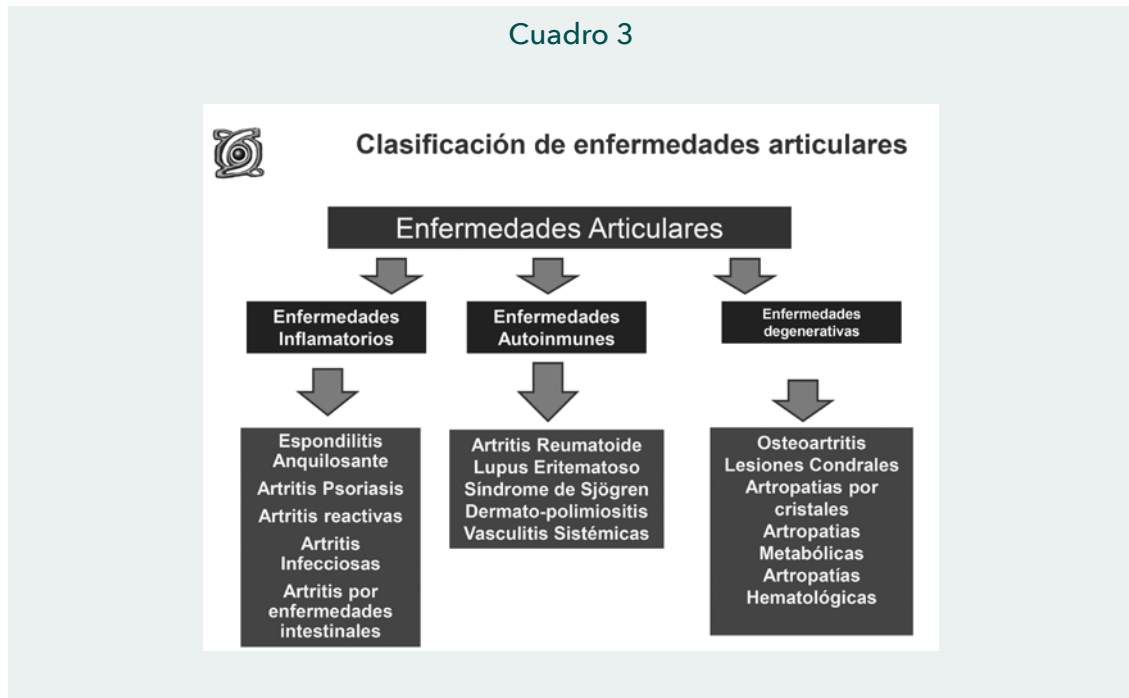 Cuadro 3
Clasificación de enfermedades articulares
Enfermedades Articulares
Enfermedades
Inflamatorios
Espondilitis
Anquilosante
Artritis Psoriasis
Artritis reactivas
Artritis
Infecciosas
Artritis por
enfermedades
intestinales
Enfermedades
Autoinmunes
Artritis Reumatoide
Lupus Eritematoso
Síndrome de Sjögren
Dermato-polimiositis
Vasculitis Sistémicas
Enfermedades
degenerativas
Osteoartritis
Lesiones Condrales
Artropatias por
cristales
Artropatias
Metabólicas
Artropatías
Hematológicas